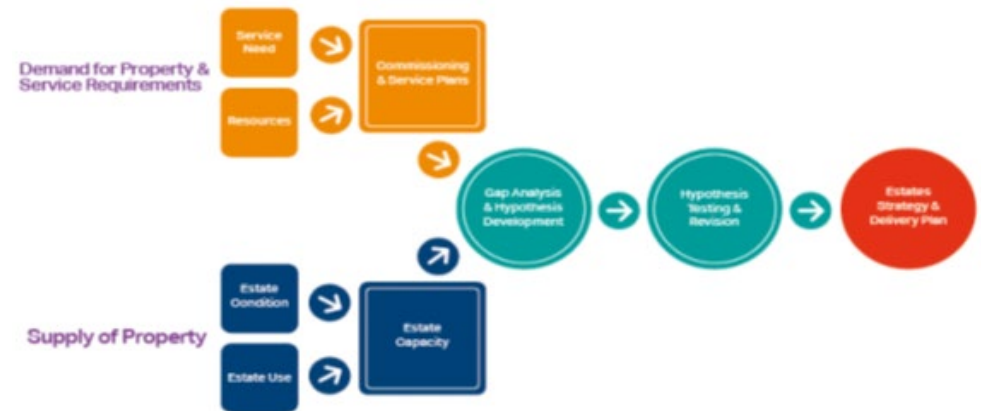 Service
Need
Demand for Property &
Service Requirements
Resources
Commissioning
& Service Plans
Gap Analysis
& Hypothesis
Development
Hypothesis
Testing &
Revision
Estates
Strategy &
Delivery Plan
Supply of Property
Estate
Condition
Estate Use
Estate
Capacity